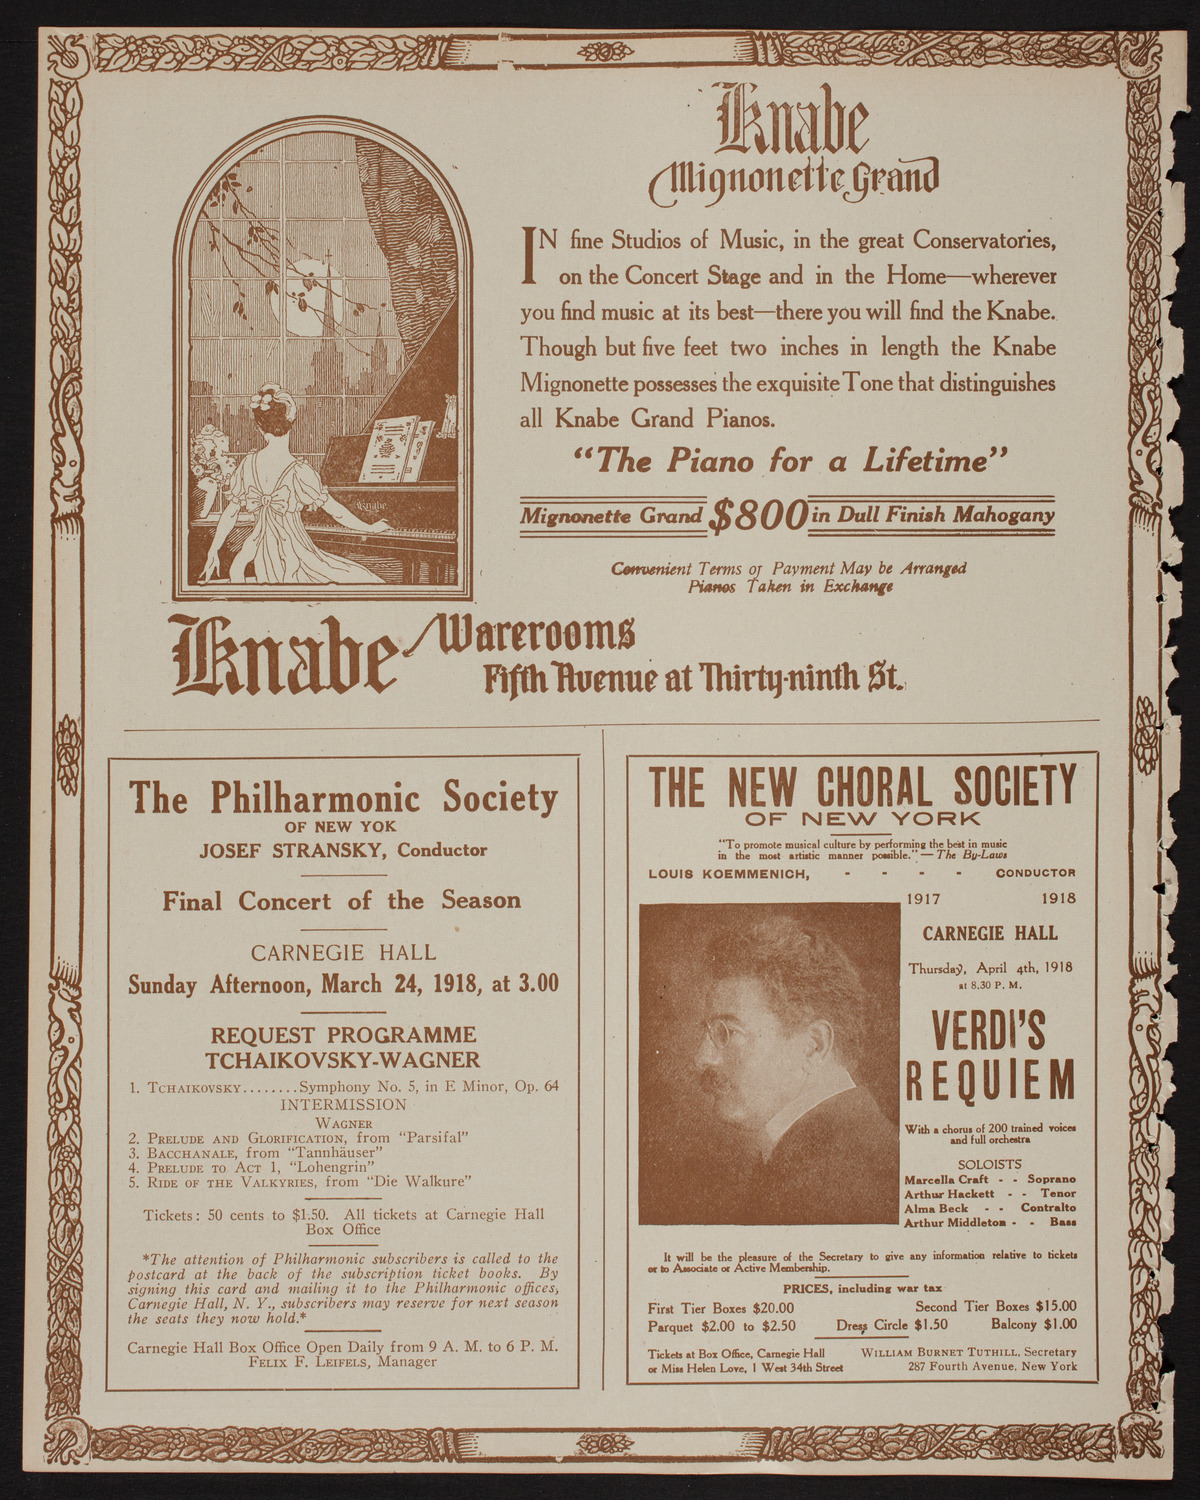 Knabe
Mignonette Grand
IN fine Studios of Music, in the great Conservatories,
on the Concert Stage and in the Home—wherever
you find music at its best—there you will find the Knabe.
Though but five feet two inches in length the Knabe
Mignonette possesses the exquisite Tone that distinguishes
all Knabe Grand Pianos.
"The Piano for a Lifetime"
Mignonette Grand $800 in Dull Finish Mahogany
Convenient Terms of Payment May be Arranged
Pianos Taken in Exchange
Knabe
Knabe Warerooms
Fifth Avenue at Thirty-ninth St.
The Philharmonic Society
OF NEW YOK
JOSEF STRANSKY, Conductor
Final Concert of the Season
CARNEGIE HALL
Sunday Afternoon, March 24, 1918, at 3.00
REQUEST PROGRAMME
TCHAIKOVSKY-WAGNER
1. TCHAIKOVSKY........Symphony No. 5, in E Minor, Op. 64
INTERMISSION
WAGNER
2. PRELUDE AND GLORIFICATION, from "Parsifal"
3. BACCHANALE, from "Tannhäuser"
4. PRELUDE TO ACT 1, "Lohengrin"
5. RIDE OF THE VALKYRIES, from "Die Walkure"
Tickets: 50 cents to $1.50. All tickets at Carnegie Hall
Box Office
*The attention of Philharmonic subscribers is called to the
postcard at the back of the subscription ticket books. By
signing this card and mailing it to the Philharmonic offices,
Carnegie Hall, N. Y., subscribers may reserve for next season
the seats they now hold.*
Carnegie Hall Box Office Open Daily from 9 A. M. to 6 P. M.
FELIX F. LEIFELS, Manager
THE NEW CHORAL SOCIETY
OF NEW YORK
"To promote musical culture by performing the best in music
in the most artistic manner possible."—The By-Laws
LOUIS KOEMMENICH, - - - - CONDUCTOR
1917 1918
CARNEGIE HALL
Thursday, April 4th, 1918
at 8.30 P. M.
VERDI'S
REQUIEM
With a chorus of 200 trained voices
and full orchestra
SOLOISTS
Marcella Craft - - Soprano
Arthur Hackett - - Tenor
Alma Beck - - Contralto
Arthur Middleton - - Bass
It will be the pleasure of the Secretary to give any information relative to tickets
or to Associate or Active Membership.
PRICES, including war tax
First Tier Boxes $20.00 Second Tier Boxes $15.00
Parquet $2.00 to $2.50 Dress Circle $1.50 Balcony $1.00
Tickets at Box Office, Carnegie Hall
or Miss Helen Love, 1 West 34th Street
WILLIAM BURNET TUTHILL, Secretary
287 Fourth Avenue, New York